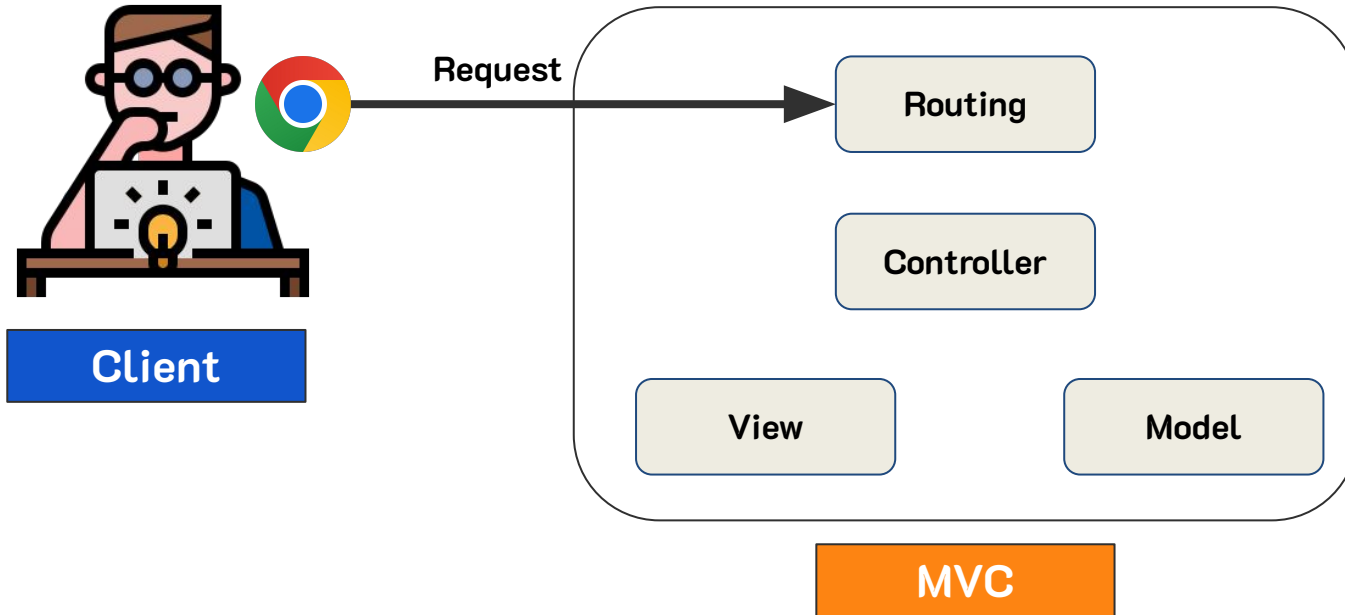 Request
Routing
Controller
Client
View
Model
MVC